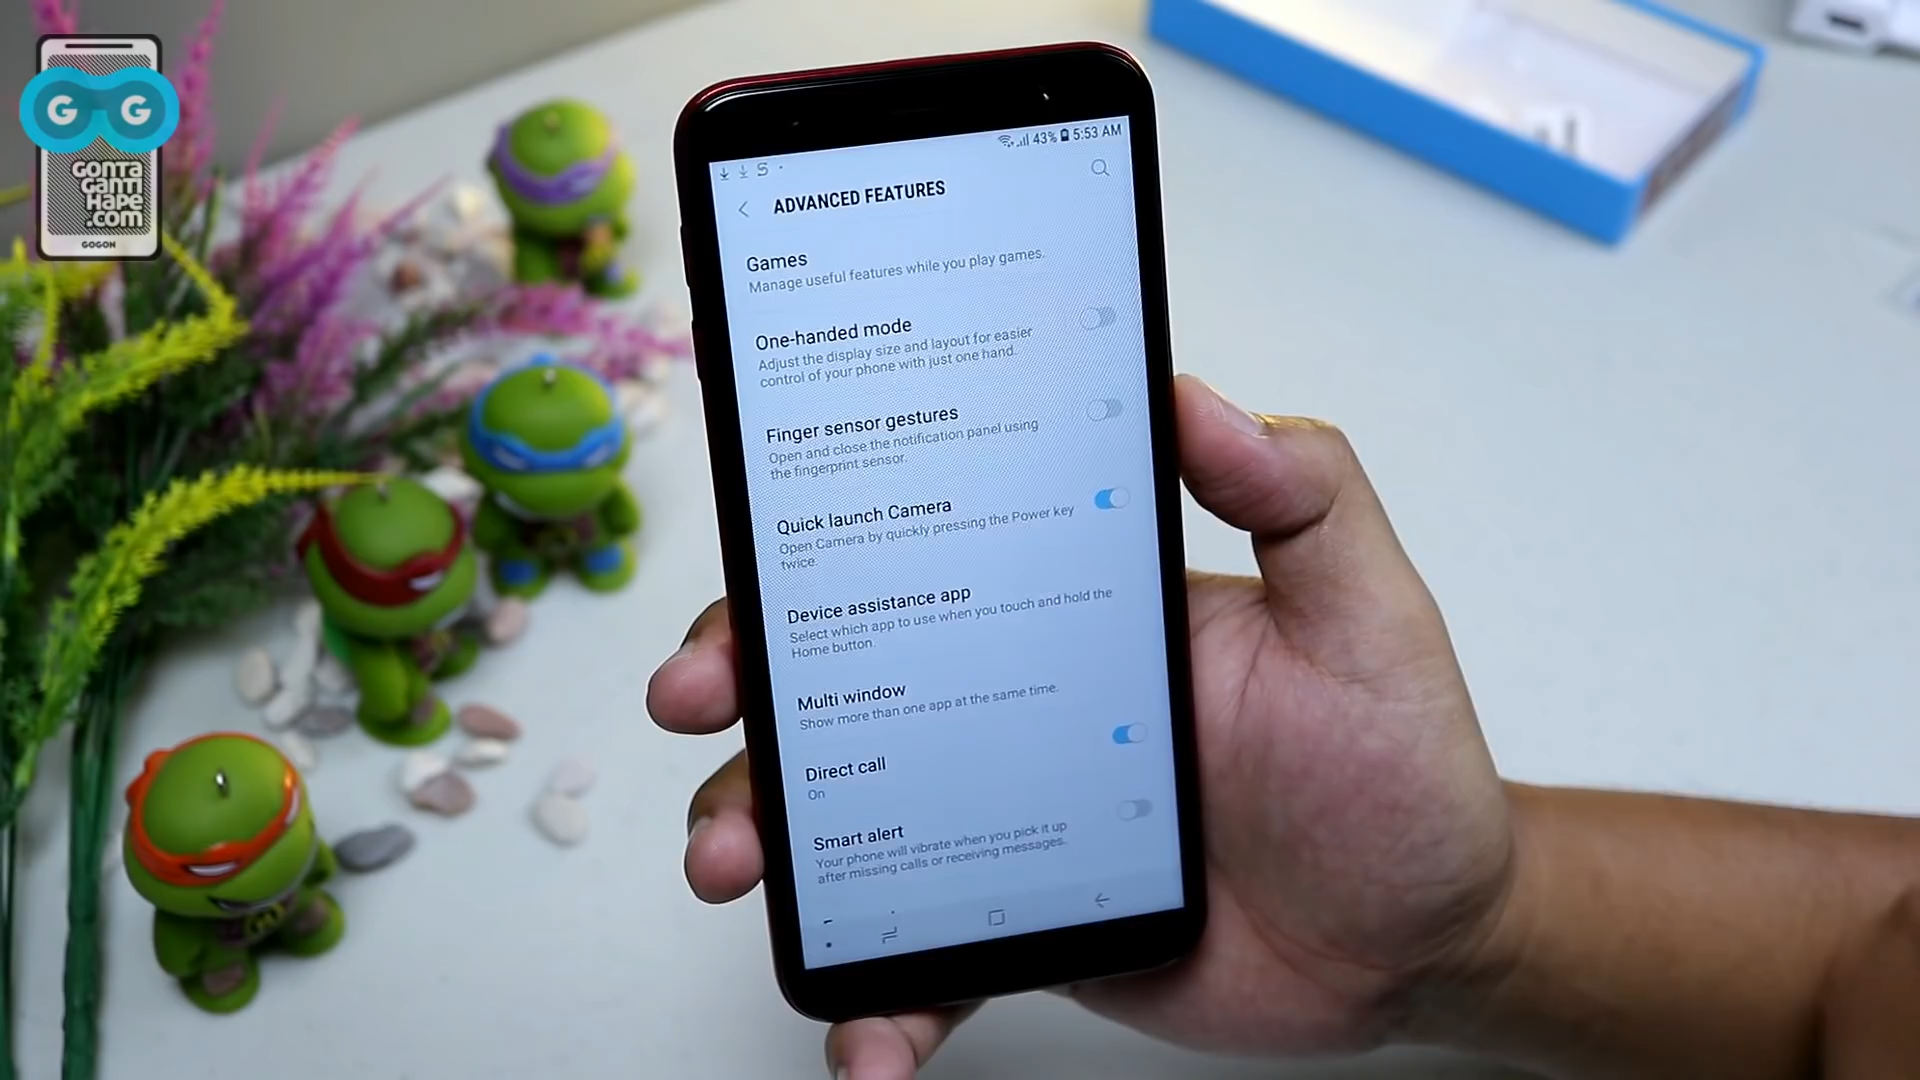 G G
GONTA
GANTI
HAPE
.COM
GOGON
43% 5:53 AM
ADVANCED FEATURES
Games
Manage useful features while you play games.
One-handed mode
Adjust the display size and layout for easier
control of your phone with just one hand.
Finger sensor gestures
Open and close the notification panel using
the fingerprint sensor.
Quick launch Camera
Open Camera by quickly pressing the Power key
twice.
Device assistance app
Select which app to use when you touch and hold the
Home button.
Multi window
Show more than one app at the same time.
Direct call
On
Smart alert
Your phone will vibrate when you pick it up
after missing calls or receiving messages.